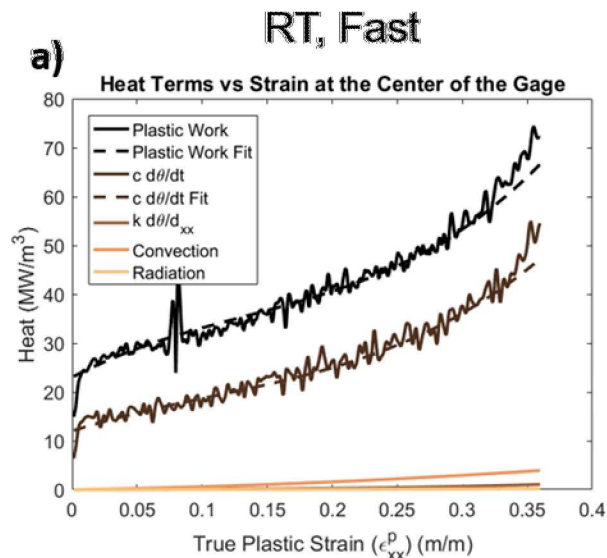 RT, Fast
a)
Heat Terms vs Strain at the Center of the Gage
80
70
60
50
40
30
20
10
0
Heat (MW/m³)
Plastic Work
Plastic Work Fit
c dθ/dt
c dθ/dt Fit
k dθ/d_xx
Convection
Radiation
0 0.05 0.1 0.15 0.2 0.25 0.3 0.35 0.4
True Plastic Strain (ϵ^p_xx) (m/m)